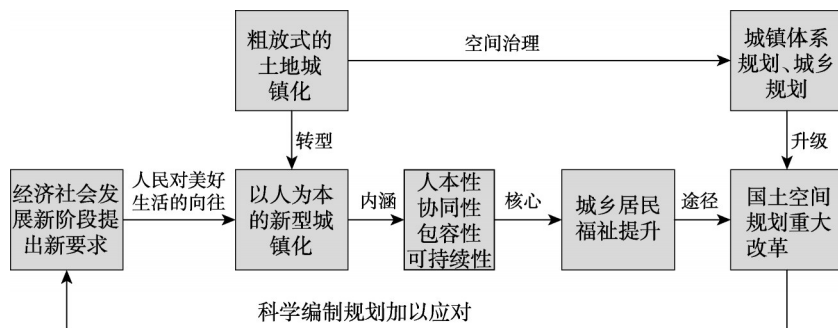 粗放式的
土地城
镇化
空间治理
城镇体系
规划、城乡
规划
转型
升级
经济社会发
展新阶段提
出新要求
人民对美好
生活的向往
以人为本
的新型城
镇化
内涵
人本性
协同性
包容性
可持续性
核心
城乡居民
福祉提升
途径
国土空间
规划重大
改革
科学编制规划加以应对